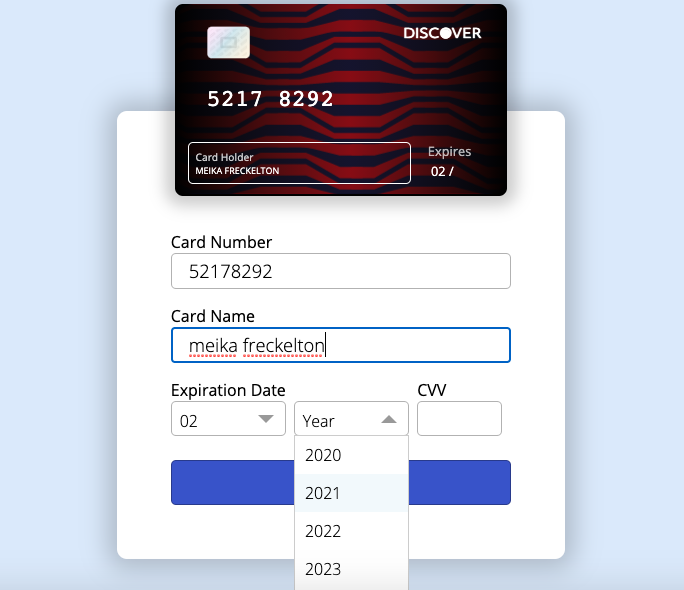 DISCOVER
5217 8292
Card Holder
MEIKA FRECKELTON
Expires
02 /
Card Number
52178292
Card Name
meika freckelton
Expiration Date
CVV
02
Year
2020
2021
2022
2023